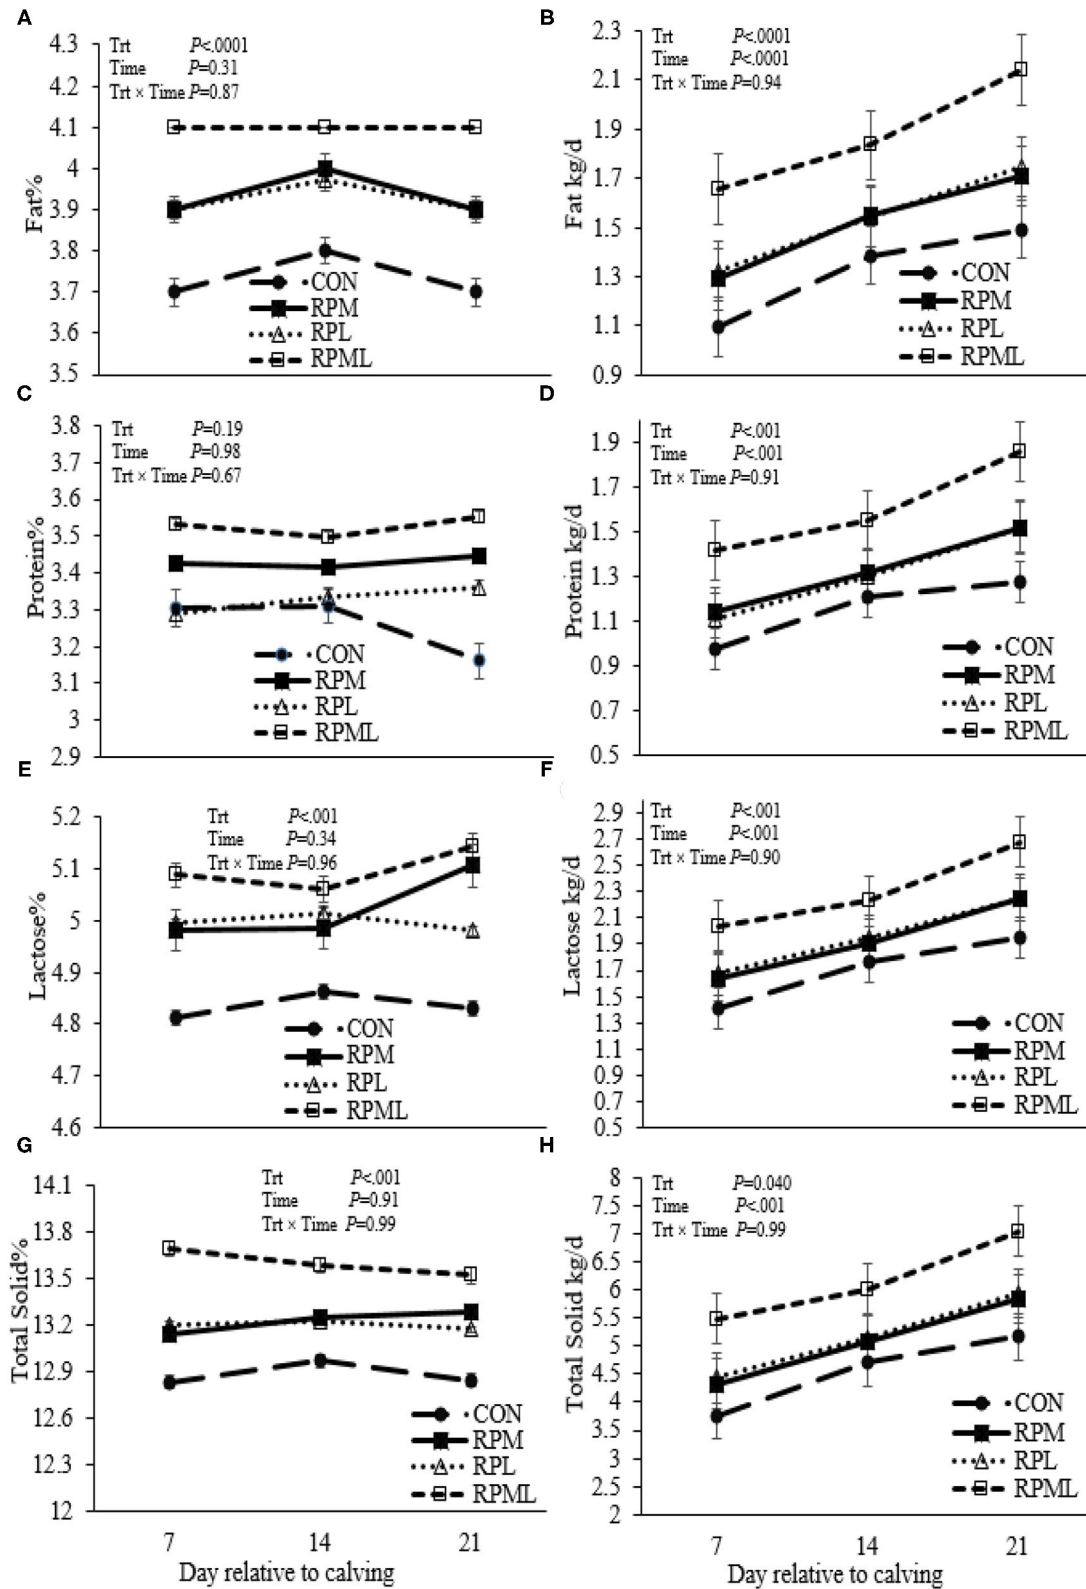 A
4.3
4.2
4.1
4
3.9
3.8
3.7
3.6
3.5
Fat%
Trt P<.0001
Time P=0.31
Trt × Time P=0.87
CON
RPM
RPL
RPML
B
2.3
2.1
1.9
1.7
1.5
1.3
1.1
0.9
Fat kg/d
Trt P<.0001
Time P<.0001
Trt × Time P=0.94
CON
RPM
RPL
RPML
C
3.8
3.7
3.6
3.5
3.4
3.3
3.2
3.1
3
2.9
Protein%
Trt P=0.19
Time P=0.98
Trt × Time P=0.67
CON
RPM
RPL
RPML
D
1.9
1.7
1.5
1.3
1.1
0.9
0.7
0.5
Protein kg/d
Trt P<.001
Time P<.001
Trt × Time P=0.91
CON
RPM
RPL
RPML
E
5.2
5.1
5
4.9
4.8
4.7
4.6
Lactose%
Trt P<.001
Time P=0.34
Trt × Time P=0.96
CON
RPM
RPL
RPML
F
2.9
2.7
2.5
2.3
2.1
1.9
1.7
1.5
1.3
1.1
0.9
0.7
0.5
Lactose kg/d
Trt P<.001
Time P<.001
Trt × Time P=0.90
CON
RPM
RPL
RPML
G
14.1
13.8
13.5
13.2
12.9
12.6
12.3
12
Total Solid%
Trt P<.001
Time P=0.91
Trt × Time P=0.99
CON
RPM
RPL
RPML
7 14 21
Day relative to calving
H
8
7.5
7
6.5
6
5.5
5
4.5
4
3.5
3
2.5
2
Total Solid kg/d
Trt P=0.040
Time P<.001
Trt × Time P=0.99
CON
RPM
RPL
RPML
7 14 21
Day relative to calving